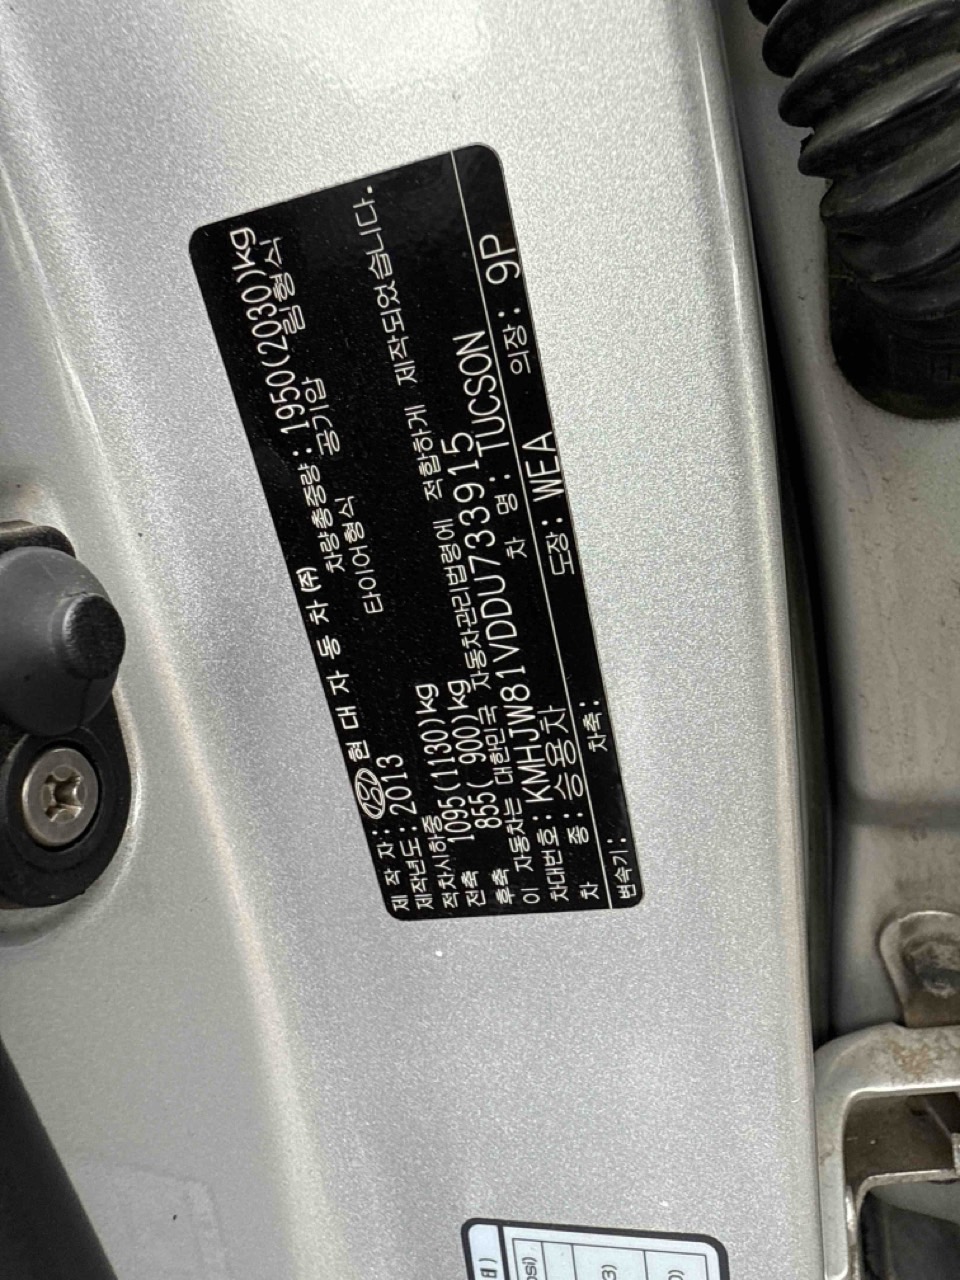 제 작 자: 현 대 자 동 차 ㈜
제작년도: 2013 차량총중량: 1950(2030)kg
적차시하중 타이어형식 공기압 림형식
전축 1095(1130)kg
후축 855( 900)kg
이 자동차는 대한민국 자동차관리법령에 적합하게 제작되었습니다.
차대번호: KMHJW81VDDU733915
차 종: 승용차 차 명: TUCSON
변속기: 차축: 도장: WEA 의장: 9P